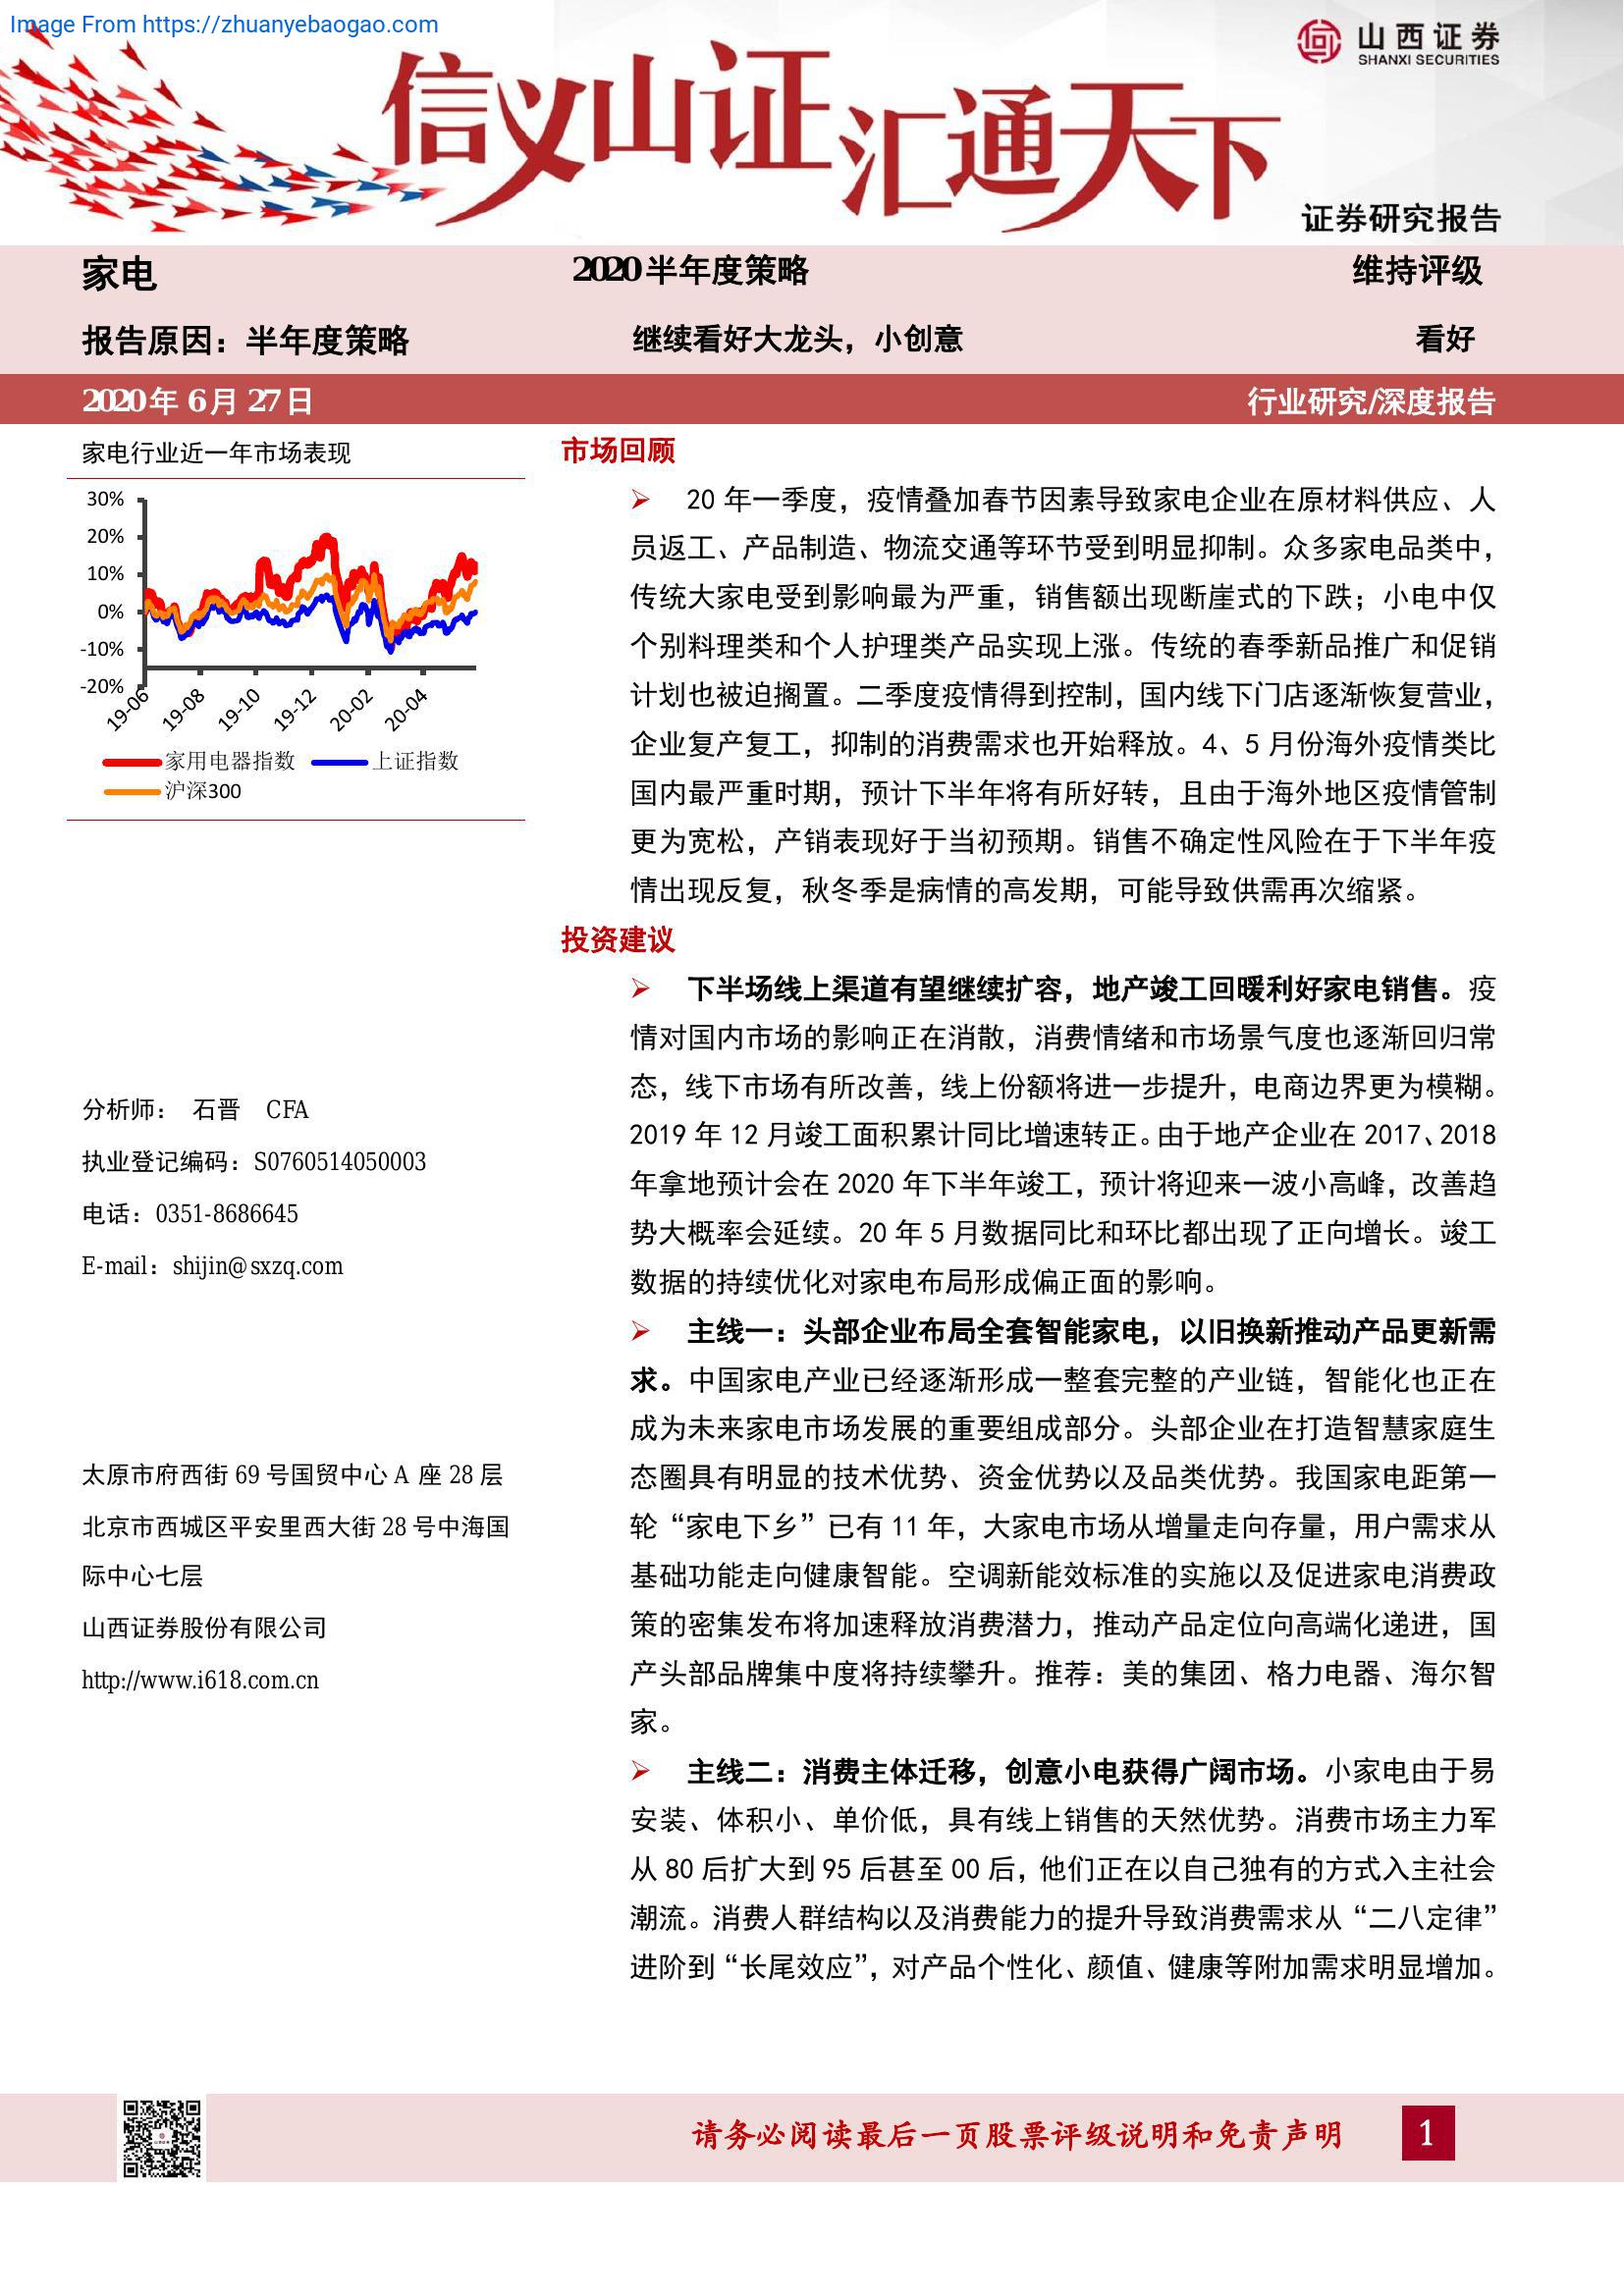 Image From https://zhuanyebaogao.com
山西证券
SHANXI SECURITIES
信义山证汇通天下
证券研究报告
家电
2020半年度策略
维持评级
报告原因：半年度策略
继续看好大龙头，小创意
看好
2020年 6月 27日
行业研究/深度报告
家电行业近一年市场表现
30%
20%
10%
0%
-10%
-20%
19-06
19-08
19-10
19-12
20-02
20-04
家用电器指数
上证指数
沪深300
分析师： 石晋 CFA
执业登记编码：S0760514050003
电话：0351-8686645
E-mail：shijin@sxzq.com
太原市府西街 69 号国贸中心 A 座 28 层
北京市西城区平安里西大街 28 号中海国
际中心七层
山西证券股份有限公司
http://www.i618.com.cn
市场回顾
20 年一季度，疫情叠加春节因素导致家电企业在原材料供应、人
员返工、产品制造、物流交通等环节受到明显抑制。众多家电品类中，
传统大家电受到影响最为严重，销售额出现断崖式的下跌；小电中仅
个别料理类和个人护理类产品实现上涨。传统的春季新品推广和促销
计划也被迫搁置。二季度疫情得到控制，国内线下门店逐渐恢复营业，
企业复产复工，抑制的消费需求也开始释放。4、5 月份海外疫情类比
国内最严重时期，预计下半年将有所好转，且由于海外地区疫情管制
更为宽松，产销表现好于当初预期。销售不确定性风险在于下半年疫
情出现反复，秋冬季是病情的高发期，可能导致供需再次缩紧。
投资建议
下半场线上渠道有望继续扩容，地产竣工回暖利好家电销售。疫
情对国内市场的影响正在消散，消费情绪和市场景气度也逐渐回归常
态，线下市场有所改善，线上份额将进一步提升，电商边界更为模糊。
2019 年 12 月竣工面积累计同比增速转正。由于地产企业在 2017、2018
年拿地预计会在 2020 年下半年竣工，预计将迎来一波小高峰，改善趋
势大概率会延续。20 年 5 月数据同比和环比都出现了正向增长。竣工
数据的持续优化对家电布局形成偏正面的影响。
主线一：头部企业布局全套智能家电，以旧换新推动产品更新需
求。中国家电产业已经逐渐形成一整套完整的产业链，智能化也正在
成为未来家电市场发展的重要组成部分。头部企业在打造智慧家庭生
态圈具有明显的技术优势、资金优势以及品类优势。我国家电距第一
轮“家电下乡”已有 11 年，大家电市场从增量走向存量，用户需求从
基础功能走向健康智能。空调新能效标准的实施以及促进家电消费政
策的密集发布将加速释放消费潜力，推动产品定位向高端化递进，国
产头部品牌集中度将持续攀升。推荐：美的集团、格力电器、海尔智
家。
主线二：消费主体迁移，创意小电获得广阔市场。小家电由于易
安装、体积小、单价低，具有线上销售的天然优势。消费市场主力军
从 80 后扩大到 95 后甚至 00 后，他们正在以自己独有的方式入主社会
潮流。消费人群结构以及消费能力的提升导致消费需求从“二八定律”
进阶到“长尾效应”，对产品个性化、颜值、健康等附加需求明显增加。
请务必阅读最后一页股票评级说明和免责声明
1